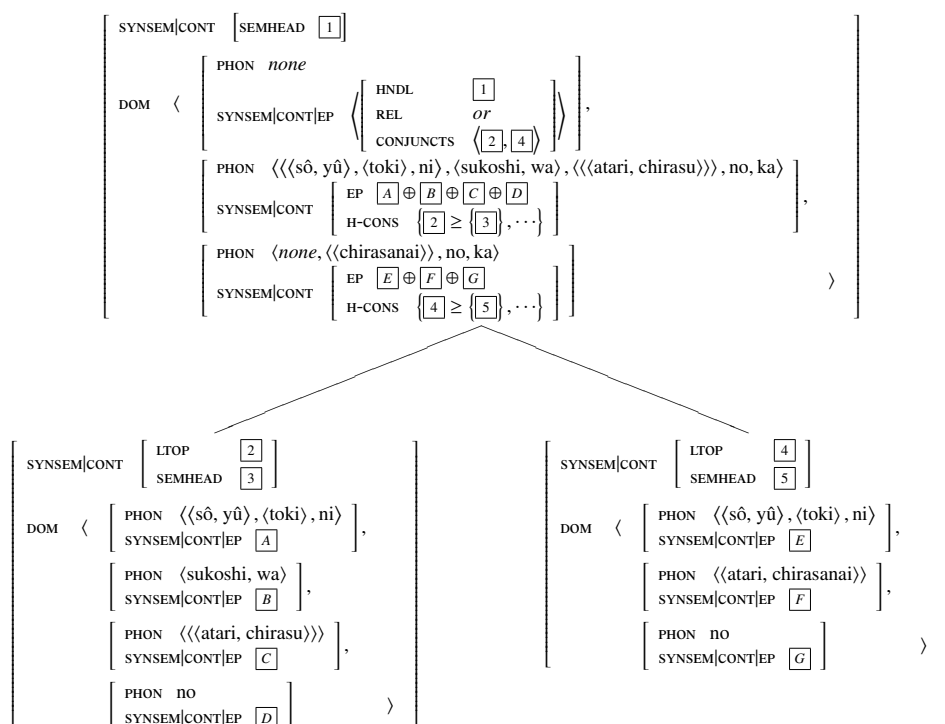 SYNSEM|CONT [SEMHEAD 1]
PHON none
DOM ⟨ SYNSEM|CONT|EP ⟨[HNDL 1
REL or
CONJUNCTS ⟨2, 4⟩]⟩,
PHON ⟨⟨⟨sô, yû⟩, ⟨toki⟩, ni⟩, ⟨sukoshi, wa⟩, ⟨⟨⟨atari, chirasu⟩⟩⟩, no, ka⟩
SYNSEM|CONT [EP A ⊕ B ⊕ C ⊕ D
H-CONS {2 ≥ {3}, ⋯}],
PHON ⟨none, ⟨⟨chirasanai⟩⟩, no, ka⟩
SYNSEM|CONT [EP E ⊕ F ⊕ G
H-CONS {4 ≥ {5}, ⋯}] ⟩
SYNSEM|CONT [LTOP 2
SEMHEAD 3]
DOM ⟨ [PHON ⟨⟨sô, yû⟩, ⟨toki⟩, ni⟩
SYNSEM|CONT|EP A],
[PHON ⟨sukoshi, wa⟩
SYNSEM|CONT|EP B],
[PHON ⟨⟨⟨atari, chirasu⟩⟩⟩
SYNSEM|CONT|EP C],
[PHON no
SYNSEM|CONT|EP D] ⟩
SYNSEM|CONT [LTOP 4
SEMHEAD 5]
DOM ⟨ [PHON ⟨⟨sô, yû⟩, ⟨toki⟩, ni⟩
SYNSEM|CONT|EP E],
[PHON ⟨⟨atari, chirasanai⟩⟩
SYNSEM|CONT|EP F],
[PHON no
SYNSEM|CONT|EP G] ⟩